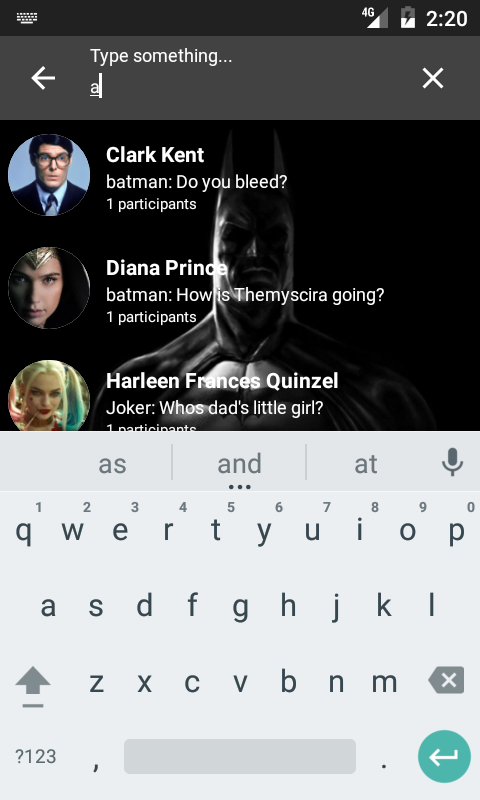 4G 2:20
Type something...
a
Clark Kent
batman: Do you bleed?
1 participants
Diana Prince
batman: How is Themyscira going?
1 participants
Harleen Frances Quinzel
Joker: Whos dad's little girl?
1 participants
as and at
1 2 3 4 5 6 7 8 9 0
q w e r t y u i o p
a s d f g h j k l
z x c v b n m
?123 , .